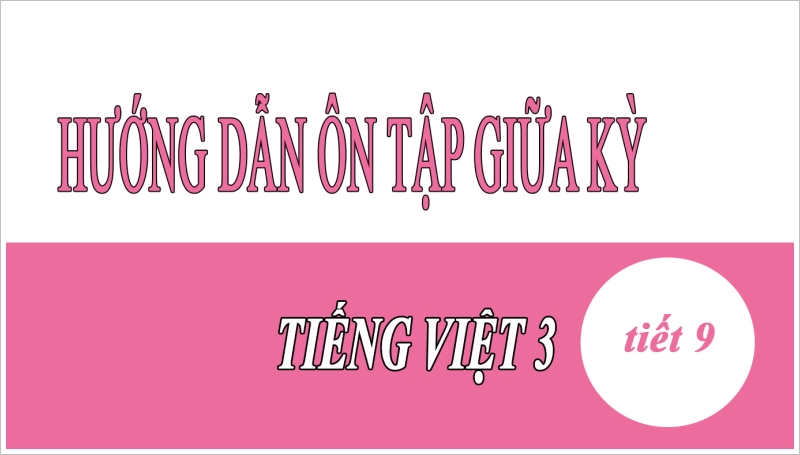 HƯỚNG DẪN ÔN TẬP GIỮA KỲ
TIẾNG VIỆT 3
tiết 9